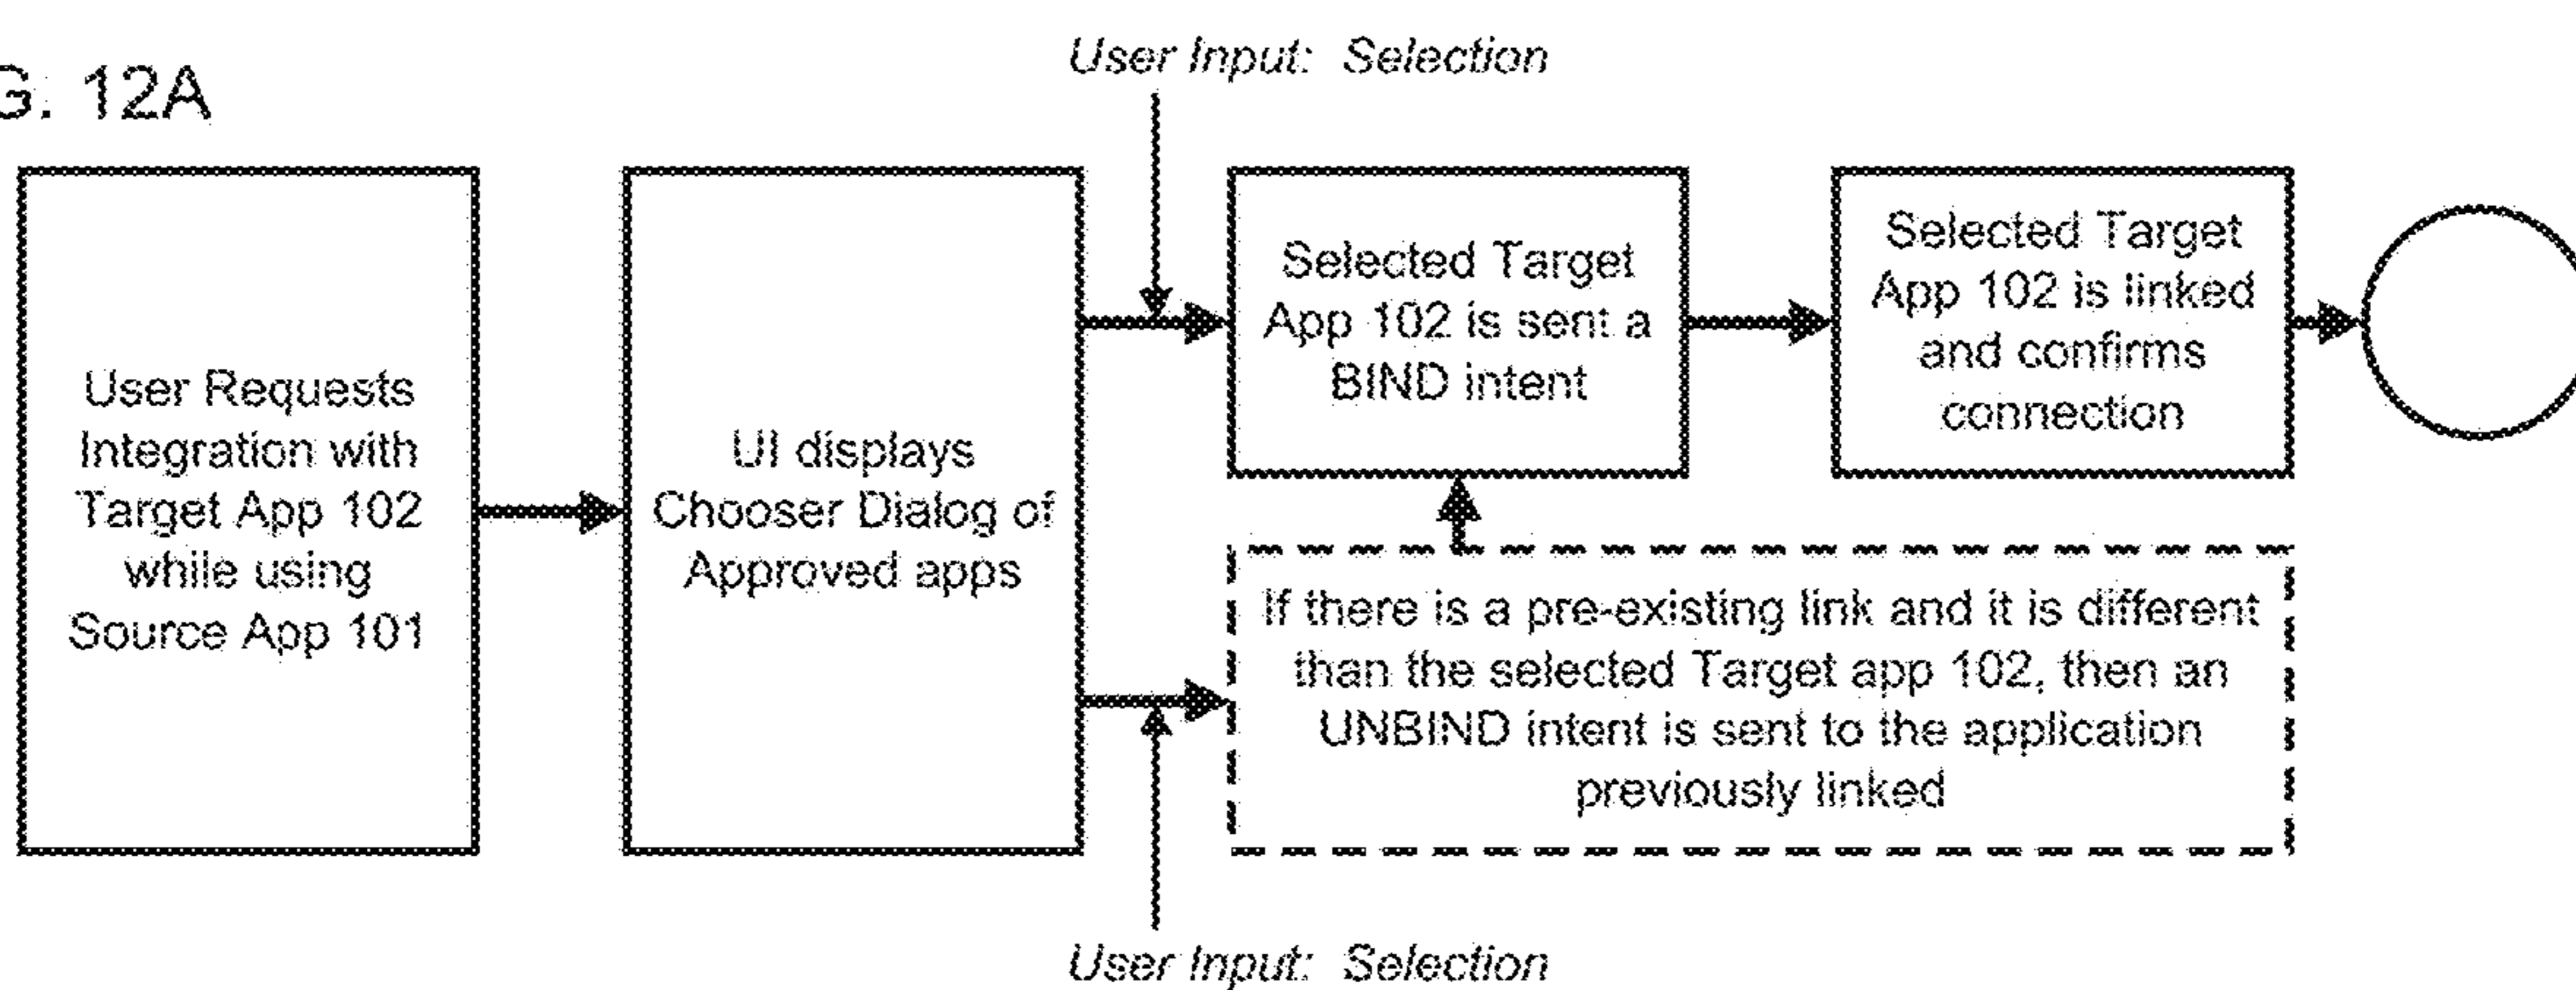 User Input: Selection
G. 12A
User Requests
Integration with
Target App 102
while using
Source App 101
UI displays
Chooser Dialog of
Approved apps
Selected Target
App 102 is sent a
BIND intent
Selected Target
App 102 is linked
and confirms
connection
If there is a pre-existing link and it is different
than the selected Target app 102, then an
UNBIND intent is sent to the application
previously linked
User Input: Selection